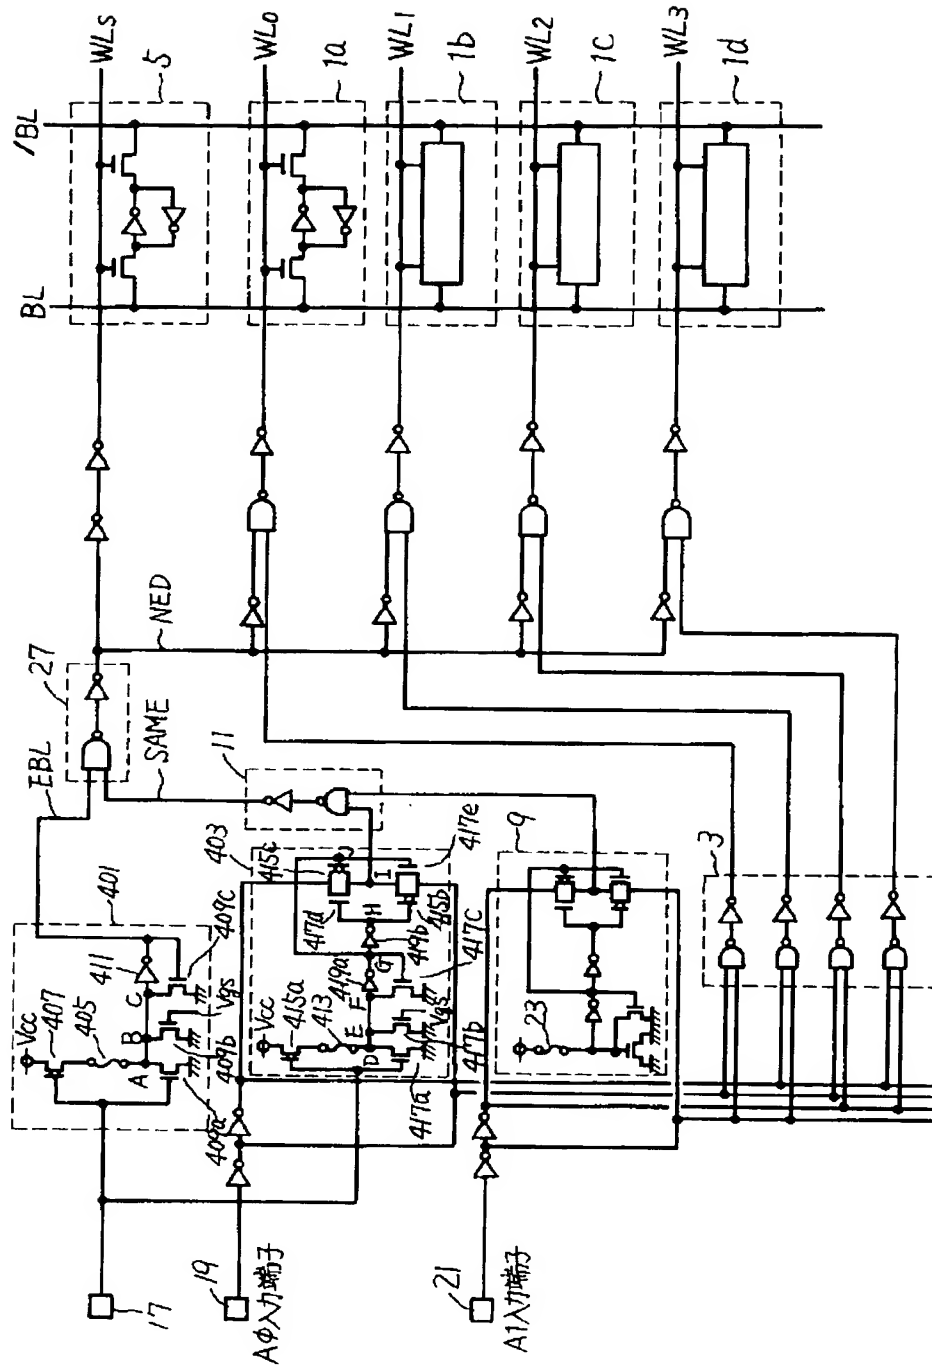 /BL
BL
WLS
5
WL0
1a
WL1
1b
WL2
1c
WL3
1d
27
NED
EBL
SAME
11
401
Vcc
407
405
A
B
C
411
409c
Vgs
409b
409a
403
415c
J
I
417e
417d
H
415b
419b
419a
G
417c
Vcc
415a
413
F
E
D
Vgs
417b
417a
9
23
3
17
19
Aφ入力端子
21
A1入力端子